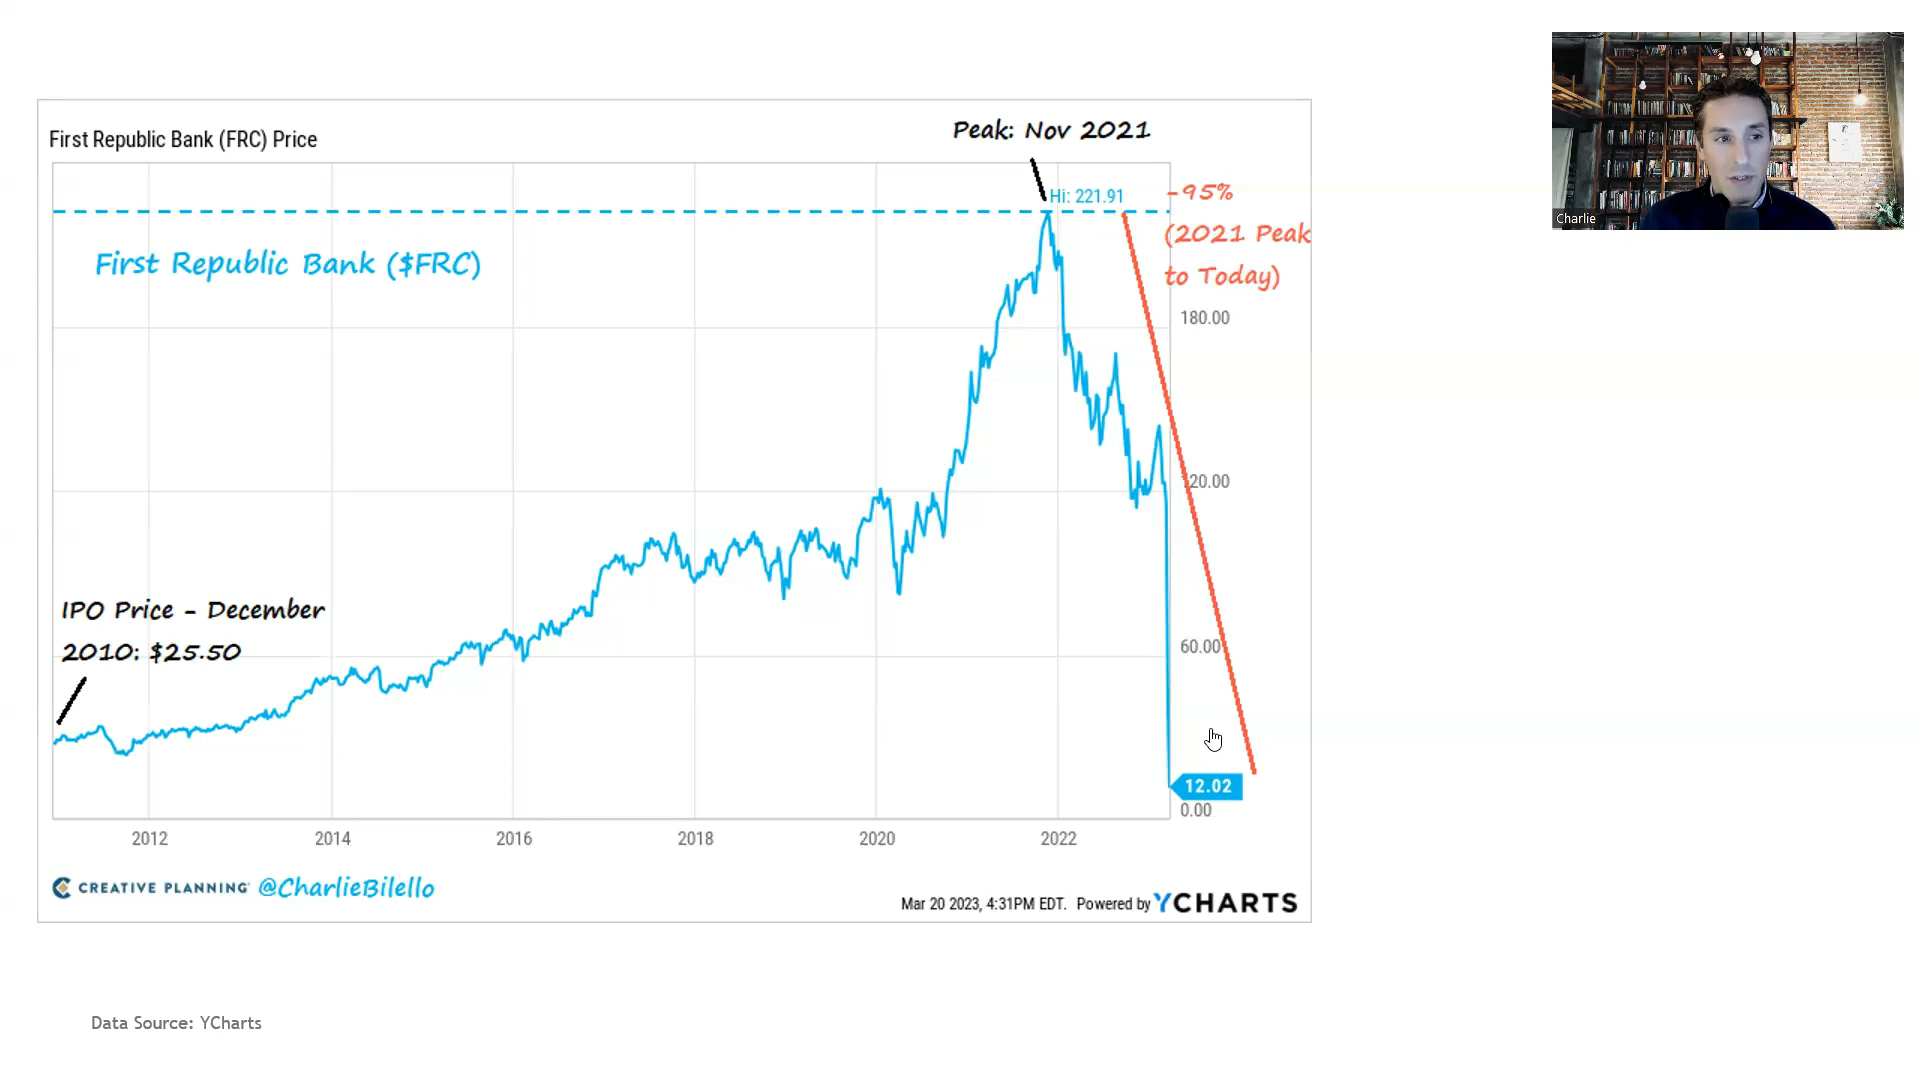 Charlie
First Republic Bank (FRC) Price
Peak: Nov 2021
Hi: 221.91
-95%
(2021 Peak
to Today)
First Republic Bank ($FRC)
180.00
20.00
60.00
IPO Price - December
2010: $25.50
12.02
0.00
2012 2014 2016 2018 2020 2022
CREATIVE PLANNING @CharlieBilello
Mar 20 2023, 4:31PM EDT. Powered by YCHARTS
Data Source: YCharts